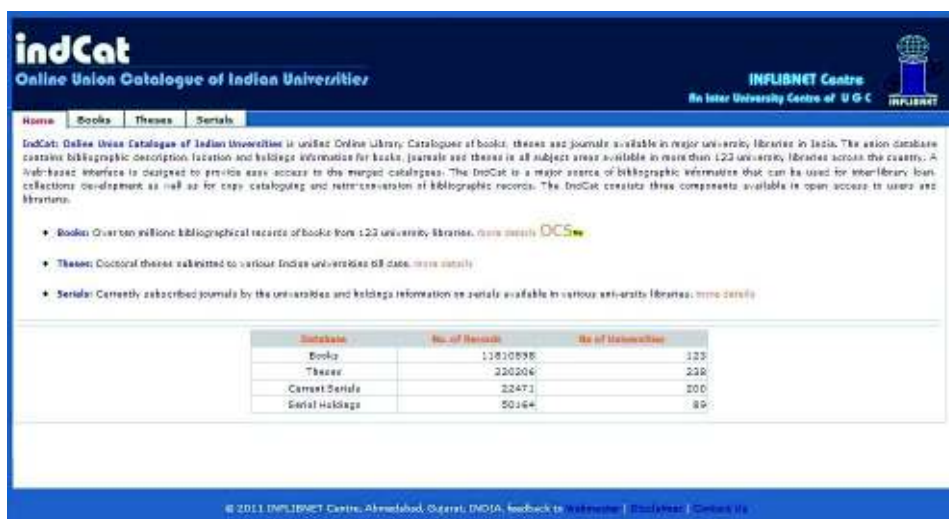 indCat
Online Union Catalogue of Indian Universities
INFLIBNET Centre
An Inter University Centre of U G C
INFLIBNET
Home Books Theses Serials
IndCat: Online Union Catalogue of Indian Universities is unified Online Library Catalogues of books, theses and journals available in major university libraries in India. The union database
contains bibliographic description, location and holdings information for books, journals and theses in all subject areas available in more than 123 university libraries across the country. A
web-based interface is designed to provide easy access to the merged catalogues. The IndCat is a major source of bibliographic information that can be used for inter-library loan,
collections development as well as for copy cataloguing and retro-conversion of bibliographic records. The IndCat consists three components available in open access to users and
librarians.
Books: Over ten millions bibliographical records of books from 123 university libraries. more details OCS
Theses: Doctoral theses submitted to various Indian universities till date. more details
Serials: Currently subscribed journals by the universities and holdings information on serials available in various university libraries. more details
Database No. of Records No of Universities
Books 11810898 123
Theses 220206 238
Current Serials 22471 200
Serial Holdings 50164 89
© 2011 INFLIBNET Centre, Ahmedabad, Gujarat, INDIA, feedback to Webmaster | Disclaimer | Contact Us